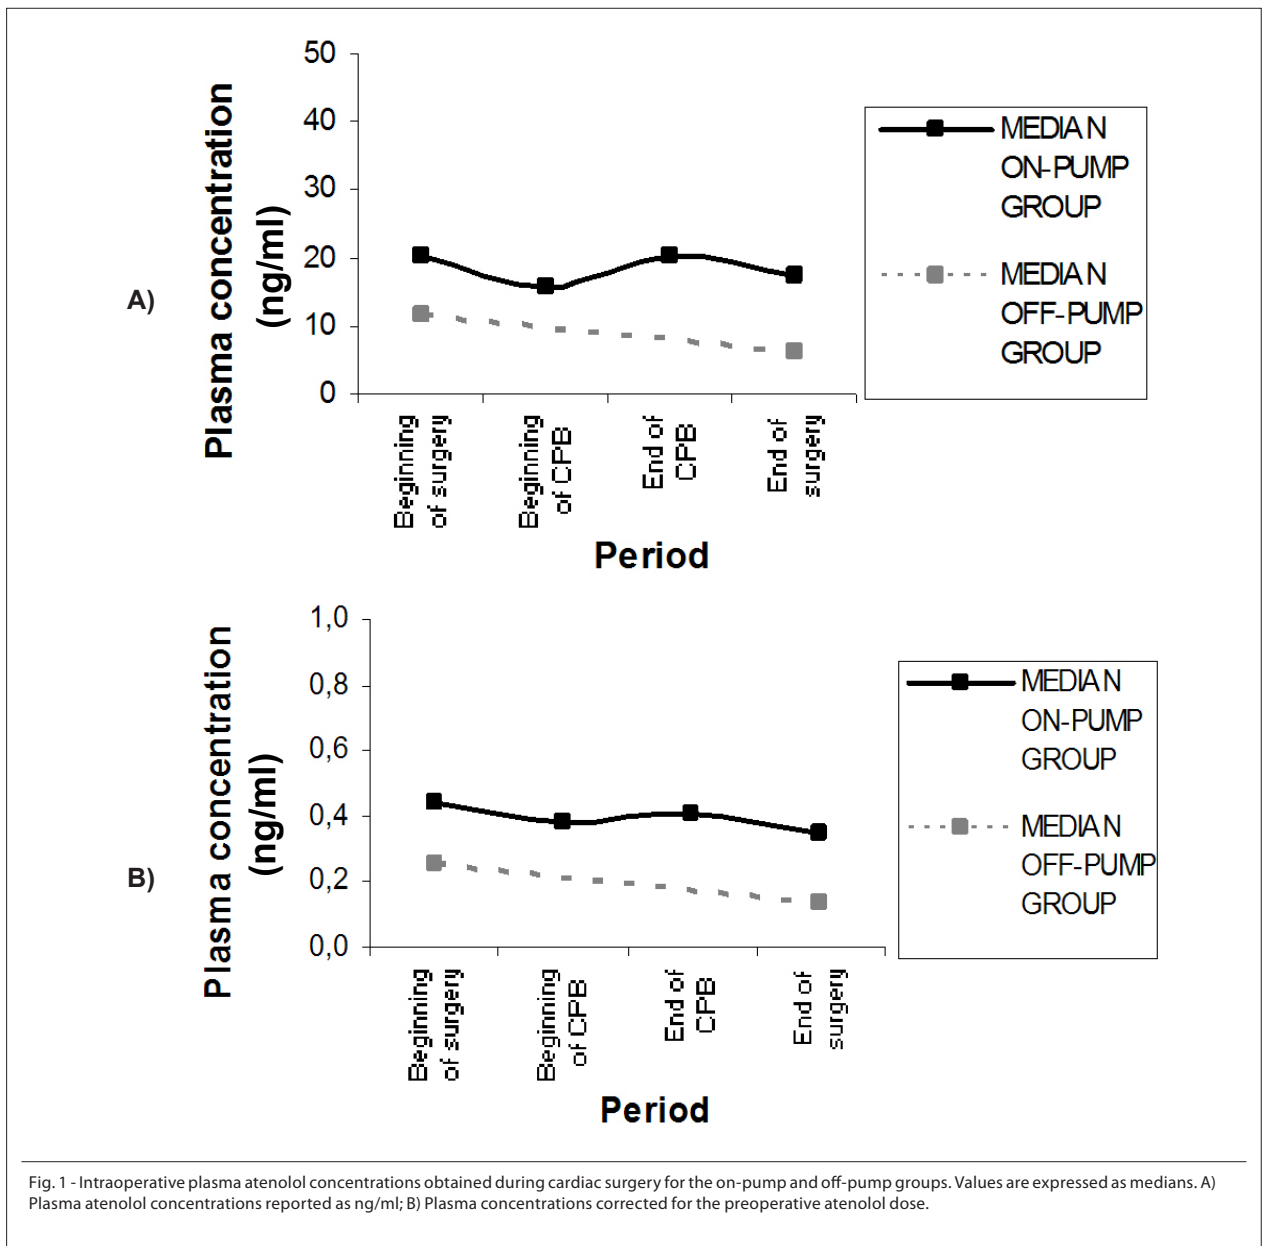 50
40
30
20
10
0
Plasma concentration
(ng/ml)
A)
Beginning
of surgery
Beginning
of CPB
End of
CPB
End of
surgery
Period
MEDIAN
ON-PUMP
GROUP
MEDIAN
OFF-PUMP
GROUP
1,0
0,8
0,6
0,4
0,2
0,0
Plasma concentration
(ng/ml)
B)
Beginning
of surgery
Beginning
of CPB
End of
CPB
End of
surgery
Period
MEDIAN
ON-PUMP
GROUP
MEDIAN
OFF-PUMP
GROUP
Fig. 1 - Intraoperative plasma atenolol concentrations obtained during cardiac surgery for the on-pump and off-pump groups. Values are expressed as medians. A)
Plasma atenolol concentrations reported as ng/ml; B) Plasma concentrations corrected for the preoperative atenolol dose.